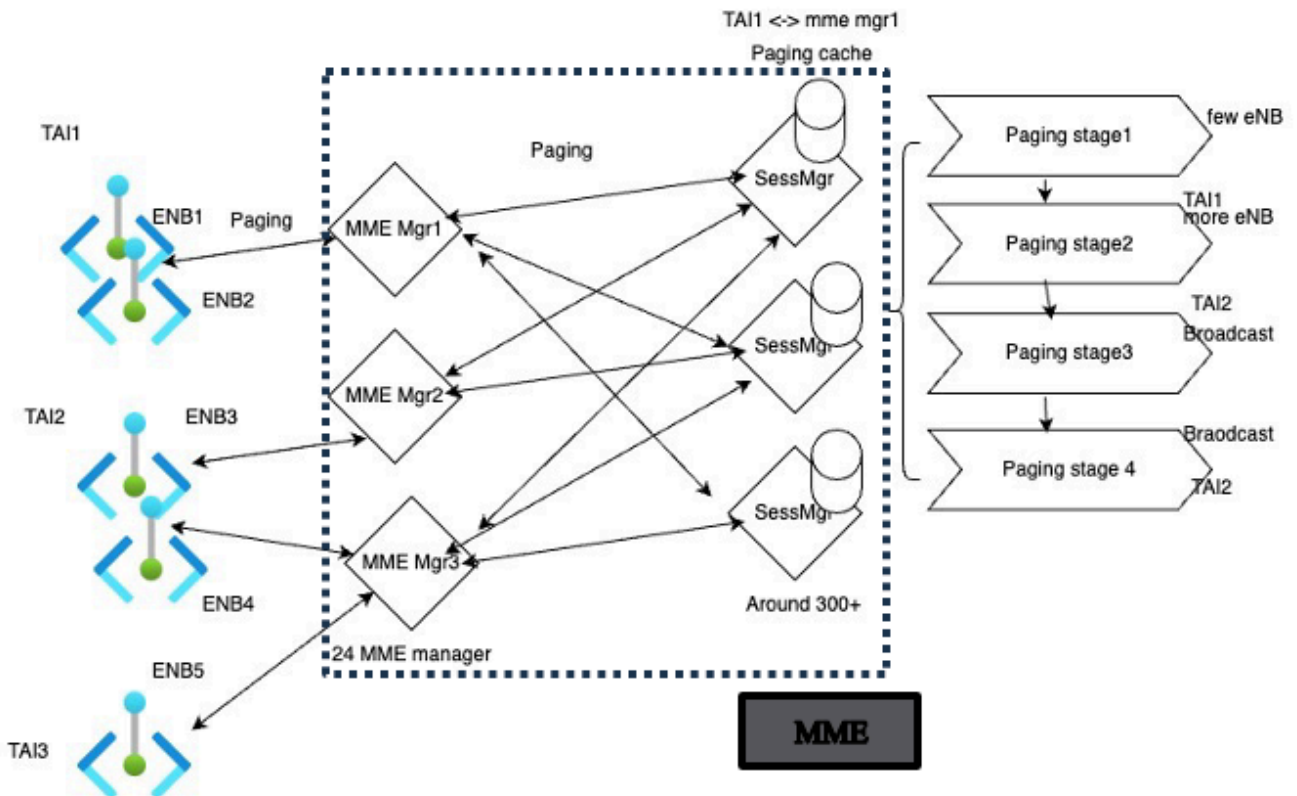 TAI1 <-> mme mgr1
Paging cache
TAI1
ENB1
Paging
ENB2
MME Mgr1
Paging
SessMgr
Paging stage1
few eNB
TAI1
more eNB
Paging stage2
TAI2
ENB3
MME Mgr2
SessMgr
Paging stage3
TAI2
Broadcast
ENB4
MME Mgr3
SessMgr
Paging stage 4
Braodcast
TAI2
Around 300+
24 MME manager
ENB5
TAI3
MME